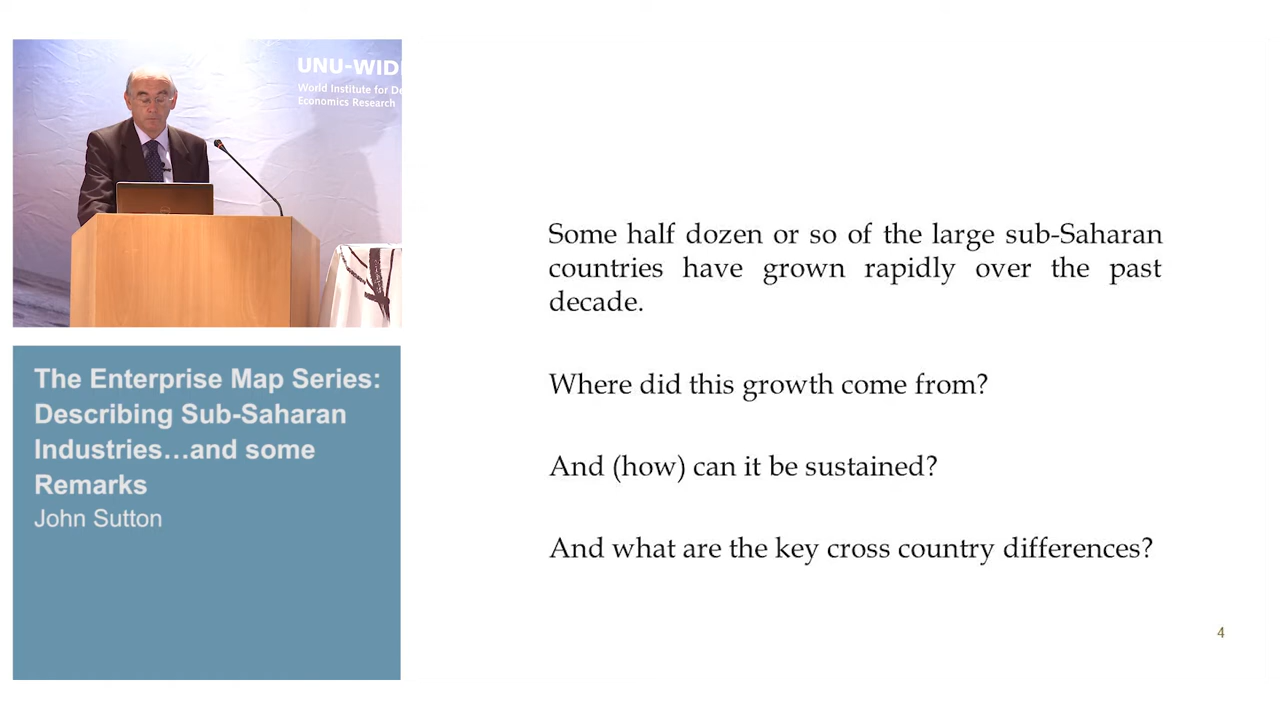 UNU-WID
World Institute for De
Economics Research
The Enterprise Map Series:
Describing Sub-Saharan
Industries…and some
Remarks
John Sutton
Some half dozen or so of the large sub-Saharan
countries have grown rapidly over the past
decade.
Where did this growth come from?
And (how) can it be sustained?
And what are the key cross country differences?
4